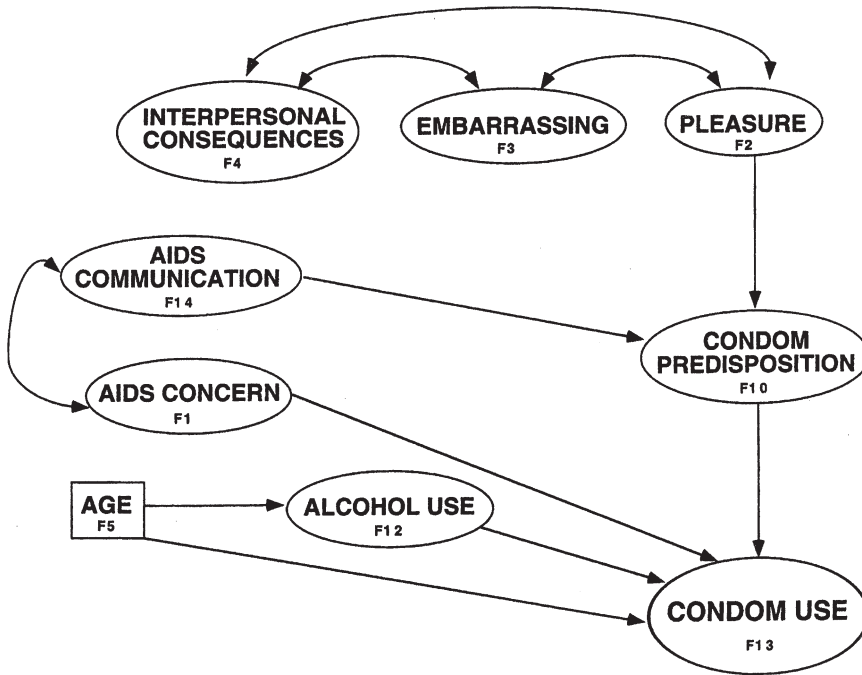 INTERPERSONAL
CONSEQUENCES
F4
EMBARRASSING
F3
PLEASURE
F2
AIDS
COMMUNICATION
F14
CONDOM
PREDISPOSITION
F10
AIDS CONCERN
F1
AGE
F5
ALCOHOL USE
F12
CONDOM USE
F13